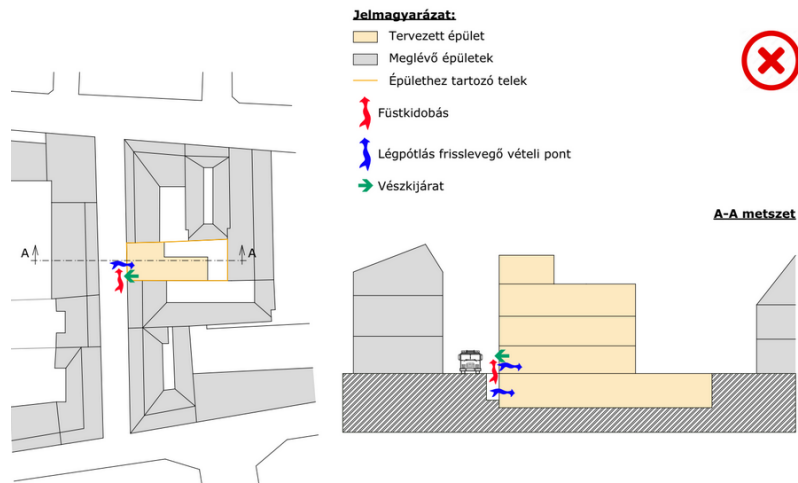 Jelmagyarázat:
Tervezett épület
Meglévő épületek
Épülethez tartozó telek
Füstkidobás
Légpótlás frisslevegő vételi pont
Vészkijárat
A-A metszet
A
A